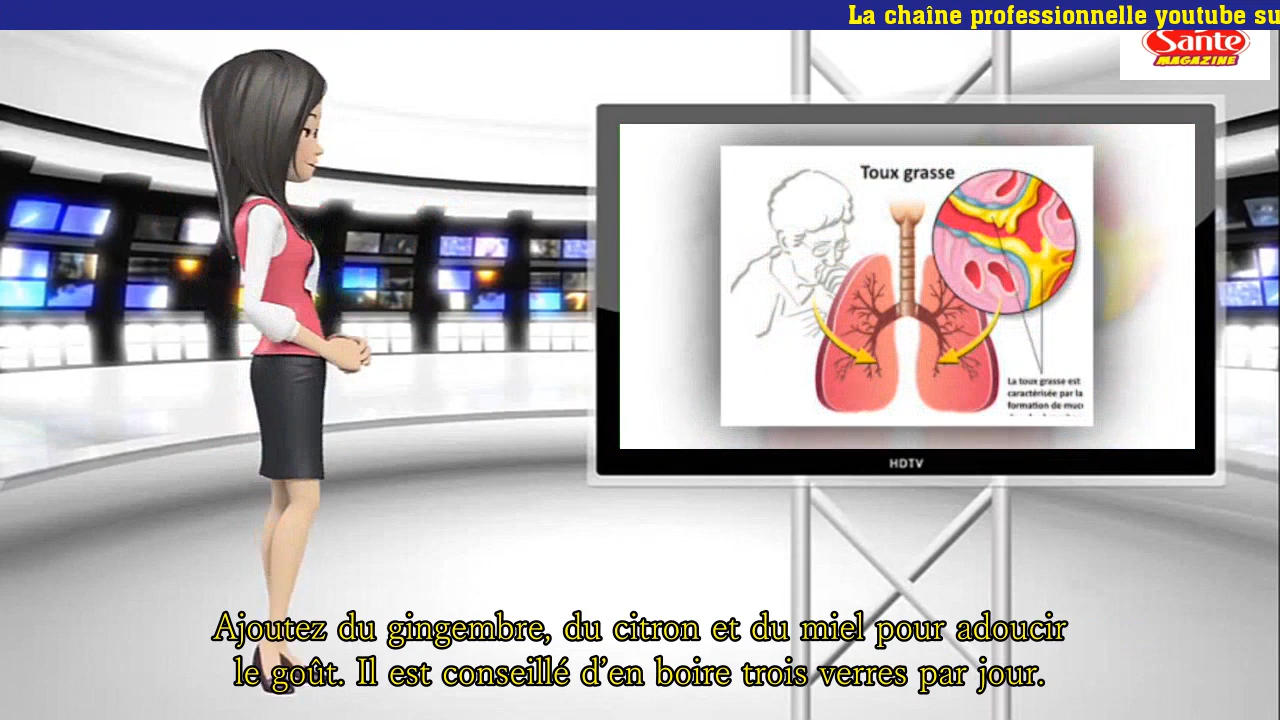 La chaîne professionnelle youtube su
Santé
MAGAZINE
Toux grasse
La toux grasse est
caractérisée par la
formation de muc
HDTV
Ajoutez du gingembre, du citron et du miel pour adoucir
le goût. Il est conseillé d'en boire trois verres par jour.